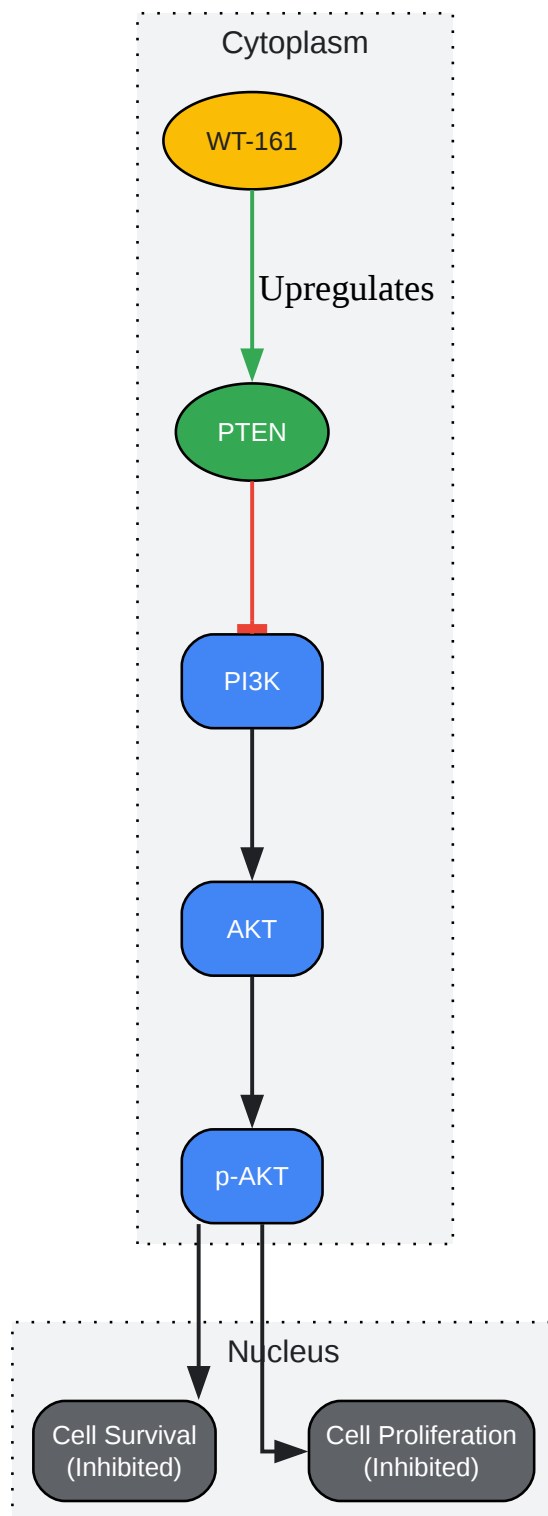 Cytoplasm
WT-161
Upregulates
PTEN
PI3K
AKT
p-AKT
Nucleus
Cell Survival
(Inhibited)
Cell Proliferation
(Inhibited)